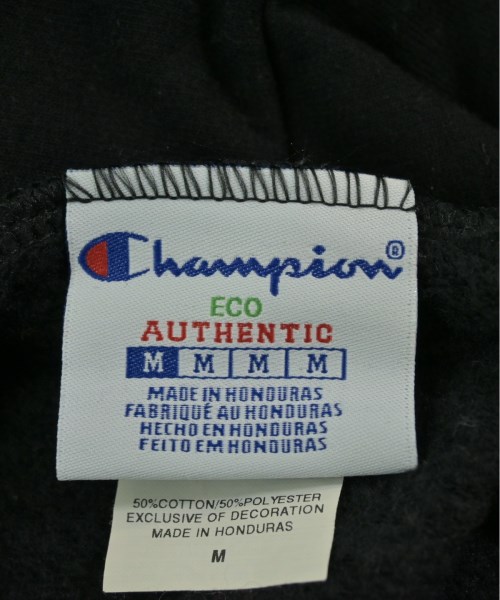 Champion®
ECO
AUTHENTIC
M M M M
MADE IN HONDURAS
FABRIQUÉ AU HONDURAS
HECHO EN HONDURAS
FEITO EM HONDURAS
50%COTTON/50%POLYESTER
EXCLUSIVE OF DECORATION
MADE IN HONDURAS
M